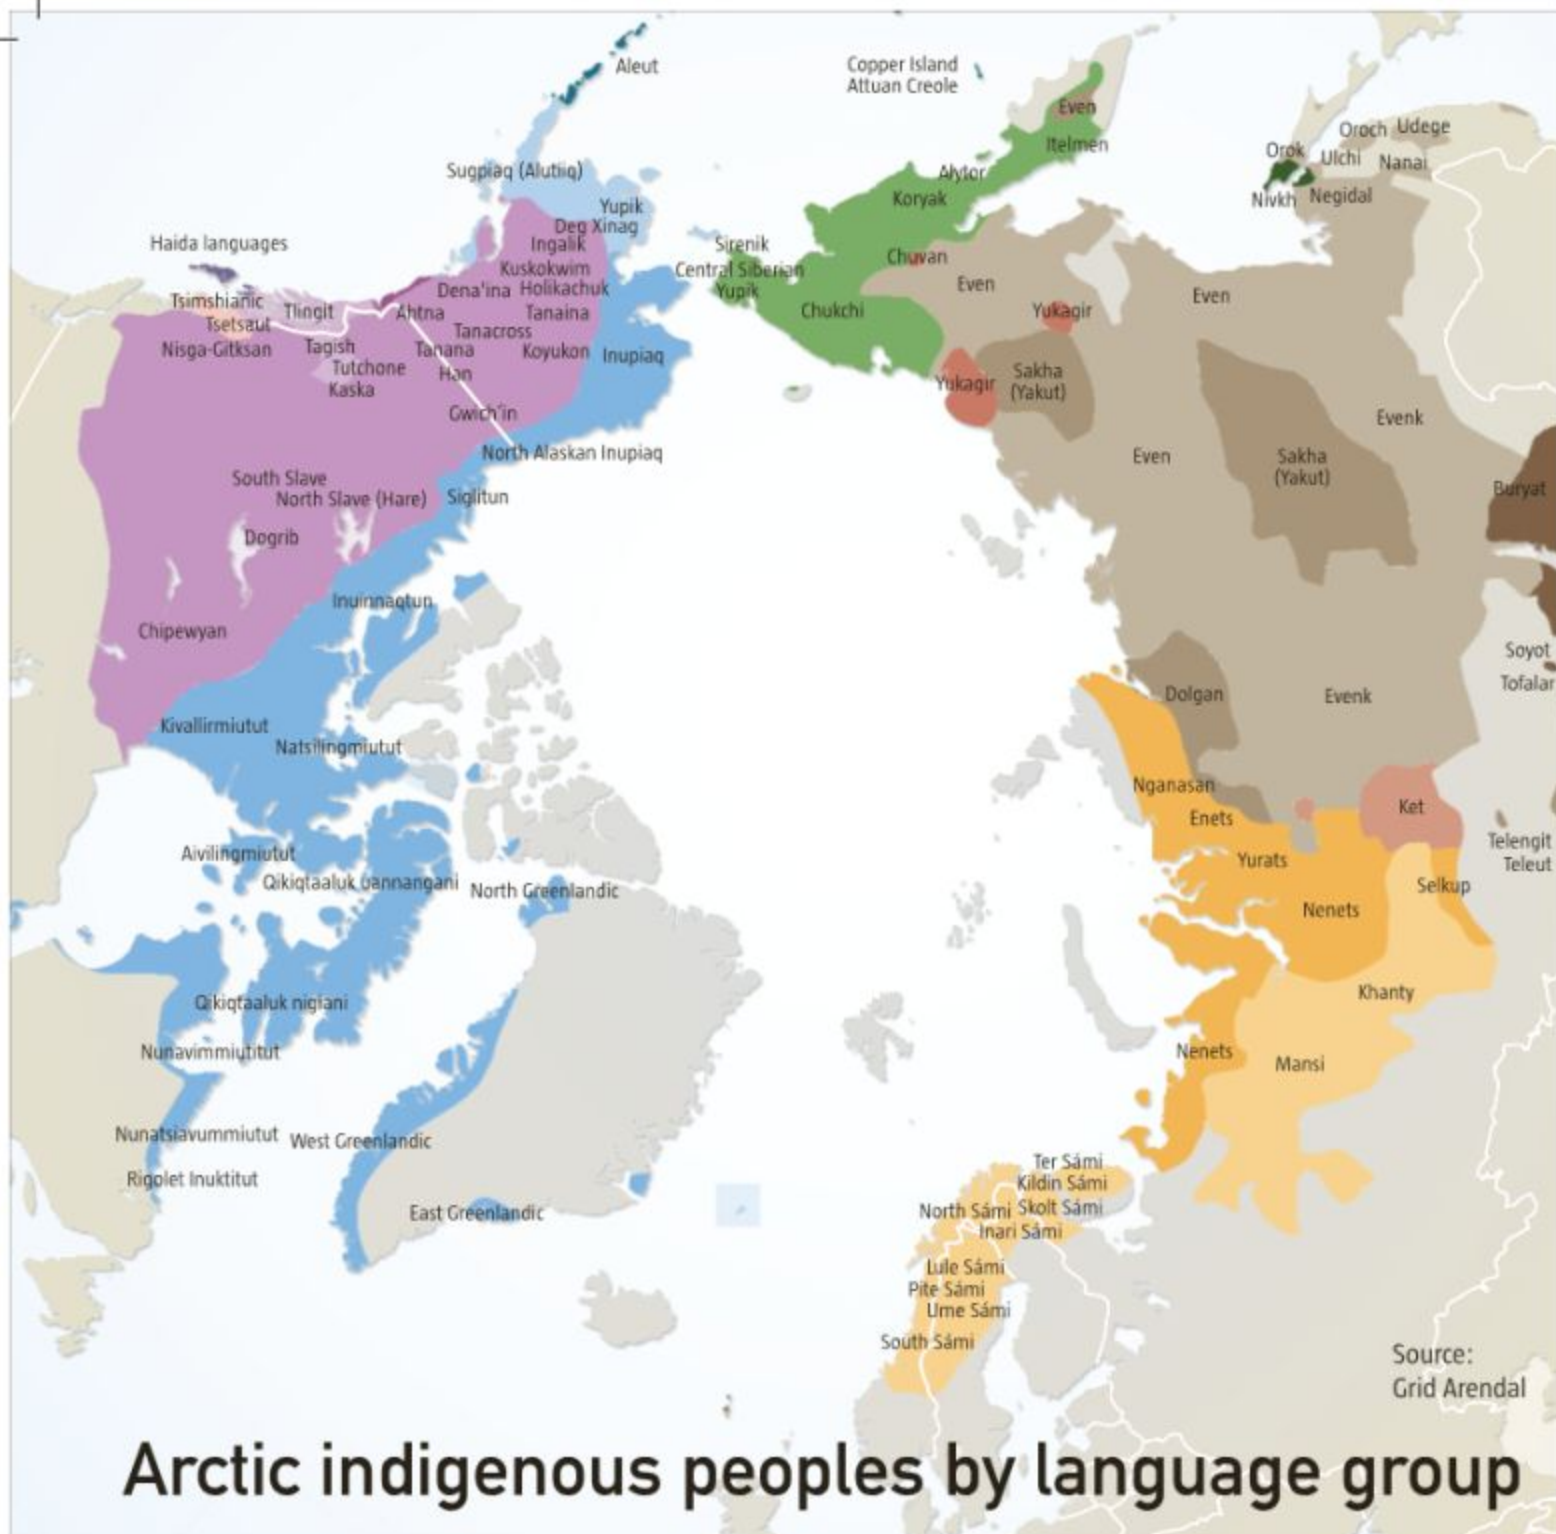 Aleut
Copper Island
Attuan Creole
Even
Itelmen
Alytor
Koryak
Oroch
Udege
Orok
Ulchi
Nanai
Nivkh
Negidal
Sugpiaq (Alutiiq)
Yupik
Deg Xinag
Ingalik
Haida languages
Sirenik
Central Siberian
Yupik
Chuvan
Kuskokwim
Dena'ina
Holikachuk
Even
Even
Tsimshianic
Tsetsaut
Tlingit
Ahtna
Tanaina
Chukchi
Yukagir
Tanacross
Nisga-Gitksan
Tagish
Tanana
Koyukon
Inupiaq
Tutchone
Kaska
Han
Yukagir
Sakha
(Yakut)
Gwich'in
Evenk
North Alaskan Inupiaq
Even
Sakha
(Yakut)
South Slave
North Slave (Hare)
Siglitun
Buryat
Dogrib
Inuinnaqtun
Chipewyan
Soyot
Tofalar
Dolgan
Evenk
Kivallirmiutut
Natsilingmiutut
Nganasan
Enets
Ket
Aivilingmiutut
Yurats
Telengit
Teleut
Qikiqtaaluk uannangani
North Greenlandic
Selkup
Nenets
Qikiqtaaluk nigiani
Khanty
Nunavimmiutitut
Nenets
Mansi
Nunatsiavummiutut
West Greenlandic
Rigolet Inuktitut
East Greenlandic
Ter Sámi
Kildin Sámi
North Sámi
Skolt Sámi
Inari Sámi
Lule Sámi
Pite Sámi
Ume Sámi
South Sámi
Source:
Grid Arendal
Arctic indigenous peoples by language group